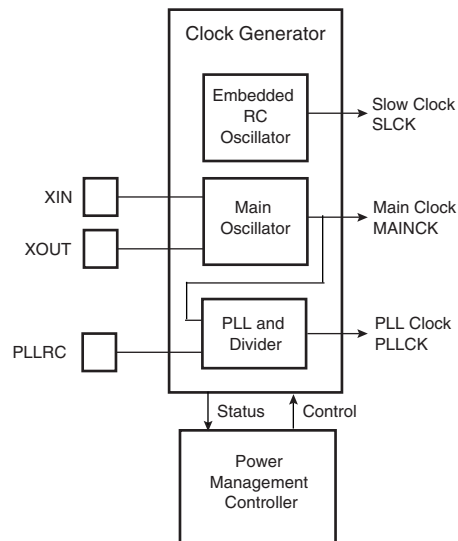 Clock Generator
Embedded
RC
Oscillator
Slow Clock
SLCK
XIN
XOUT
Main
Oscillator
Main Clock
MAINCK
PLLRC
PLL and
Divider
PLL Clock
PLLCK
Status
Control
Power
Management
Controller